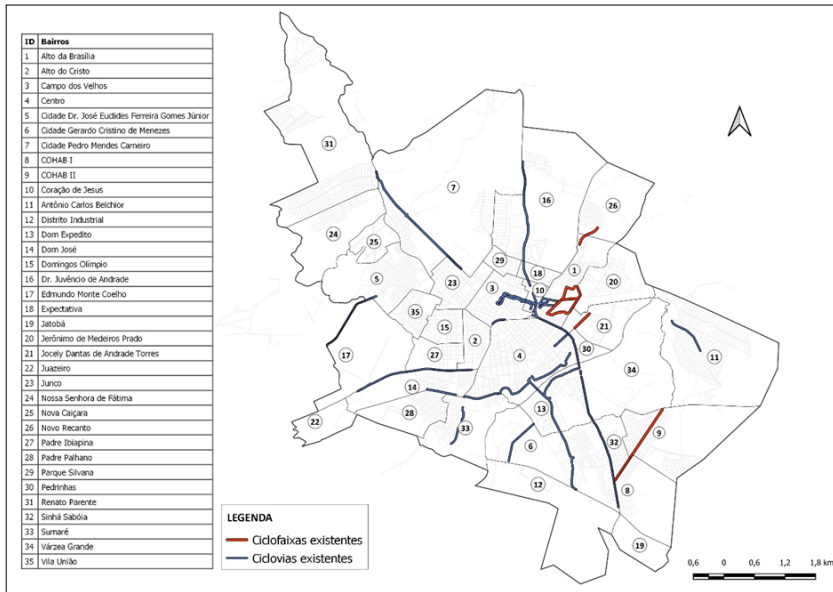 ID Bairros
1 Alto da Brasília
2 Alto do Cristo
3 Campo dos Velhos
4 Centro
5 Cidade Dr. José Euclides Ferreira Gomes Júnior
6 Cidade Gerardo Cristino de Menezes
7 Cidade Pedro Mendes Carneiro
8 COHAB I
9 COHAB II
10 Coração de Jesus
11 Antônio Carlos Belchior
12 Distrito Industrial
13 Dom Expedito
14 Dom José
15 Domingos Olímpio
16 Dr. Juvêncio de Andrade
17 Edmundo Monte Coelho
18 Expectativa
19 Jatobá
20 Jerônimo de Medeiros Prado
21 Jocely Dantas de Andrade Torres
22 Juazeiro
23 Junco
24 Nossa Senhora de Fátima
25 Nova Caiçara
26 Novo Recanto
27 Padre Ibiapina
28 Padre Palhano
29 Parque Silvana
30 Pedrinhas
31 Renato Parente
32 Sinhá Sabóia
33 Sumaré
34 Várzea Grande
35 Vila União
31
7
16
26
24
25
29
18
1
5
23
3
10
20
35
15
2
21
17
27
4
30
11
14
34
22
28
33
13
6
32
9
12
8
19
LEGENDA
Ciclofaixas existentes
Ciclovias existentes
0,6 0 0,6 1,2 1,8 km